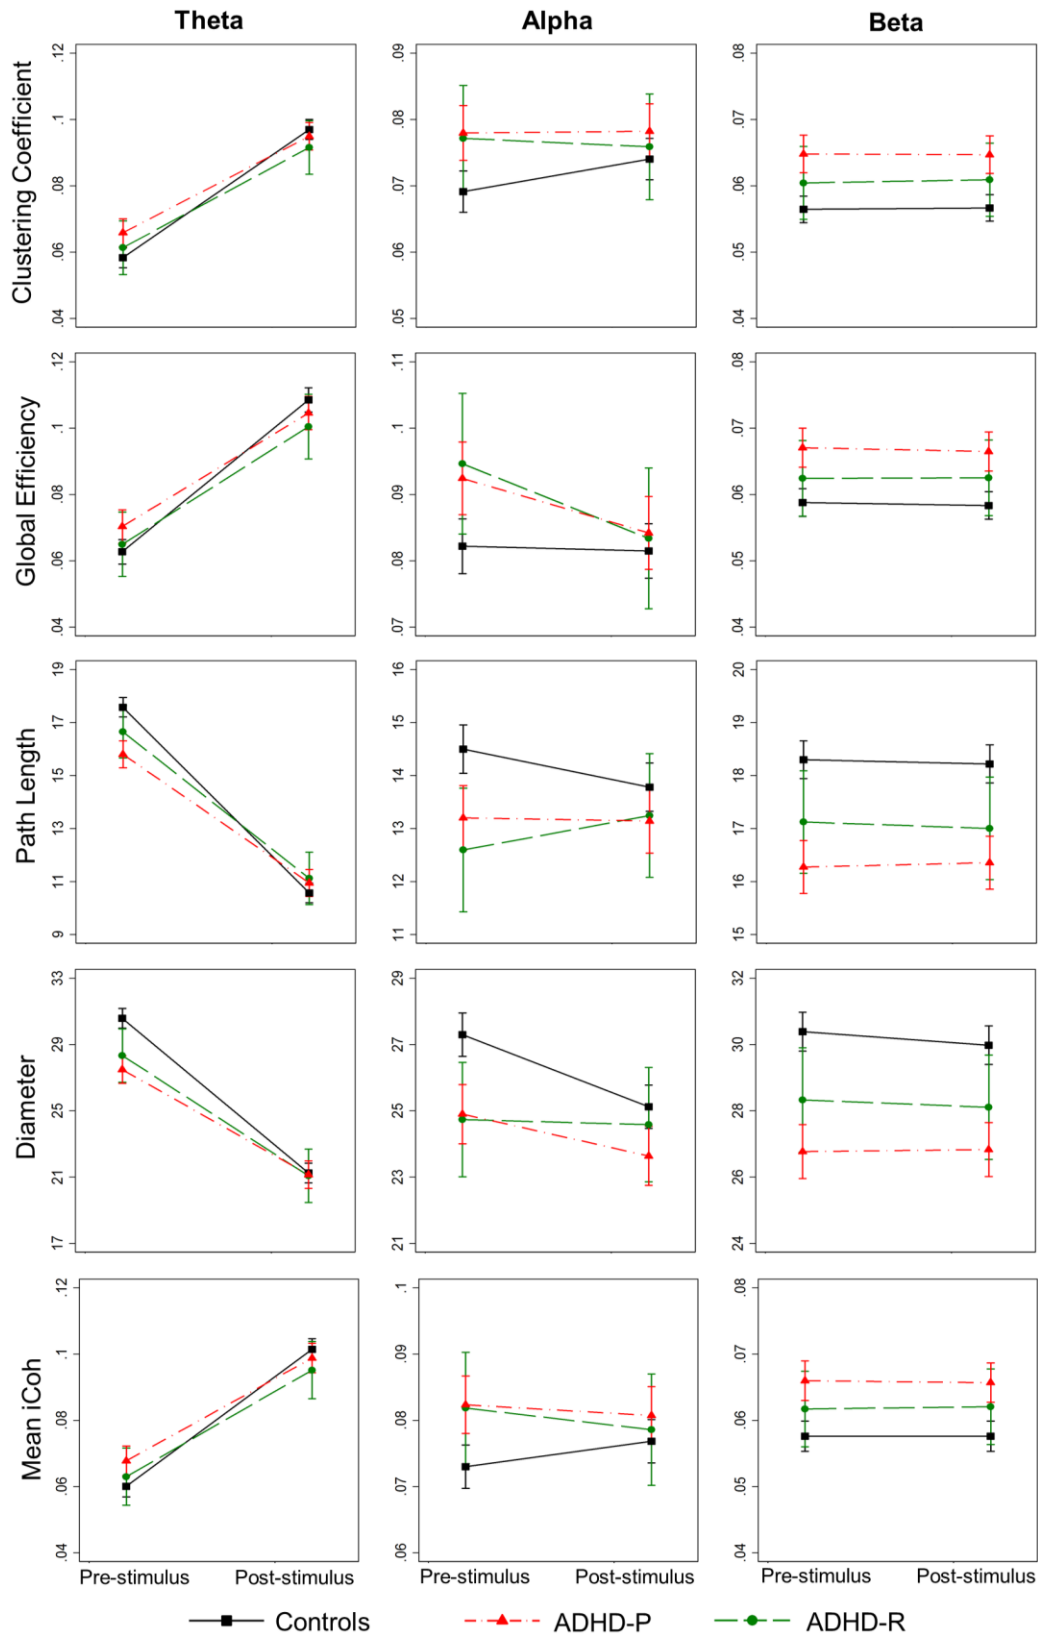 Theta Alpha Beta
Clustering Coefficient
.12 .1 .08 .06 .04
.09 .08 .07 .06 .05
.08 .07 .06 .05 .04
Global Efficiency
.12 .1 .08 .06 .04
.11 .1 .09 .08 .07
.08 .07 .06 .05 .04
Path Length
19 17 15 13 11 9
16 15 14 13 12 11
20 19 18 17 16 15
Diameter
33 29 25 21 17
29 27 25 23 21
32 30 28 26 24
Mean iCoh
.12 .1 .08 .06 .04
.1 .09 .08 .07 .06
.08 .07 .06 .05 .04
Pre-stimulus Post-stimulus Pre-stimulus Post-stimulus Pre-stimulus Post-stimulus
Controls ADHD-P ADHD-R